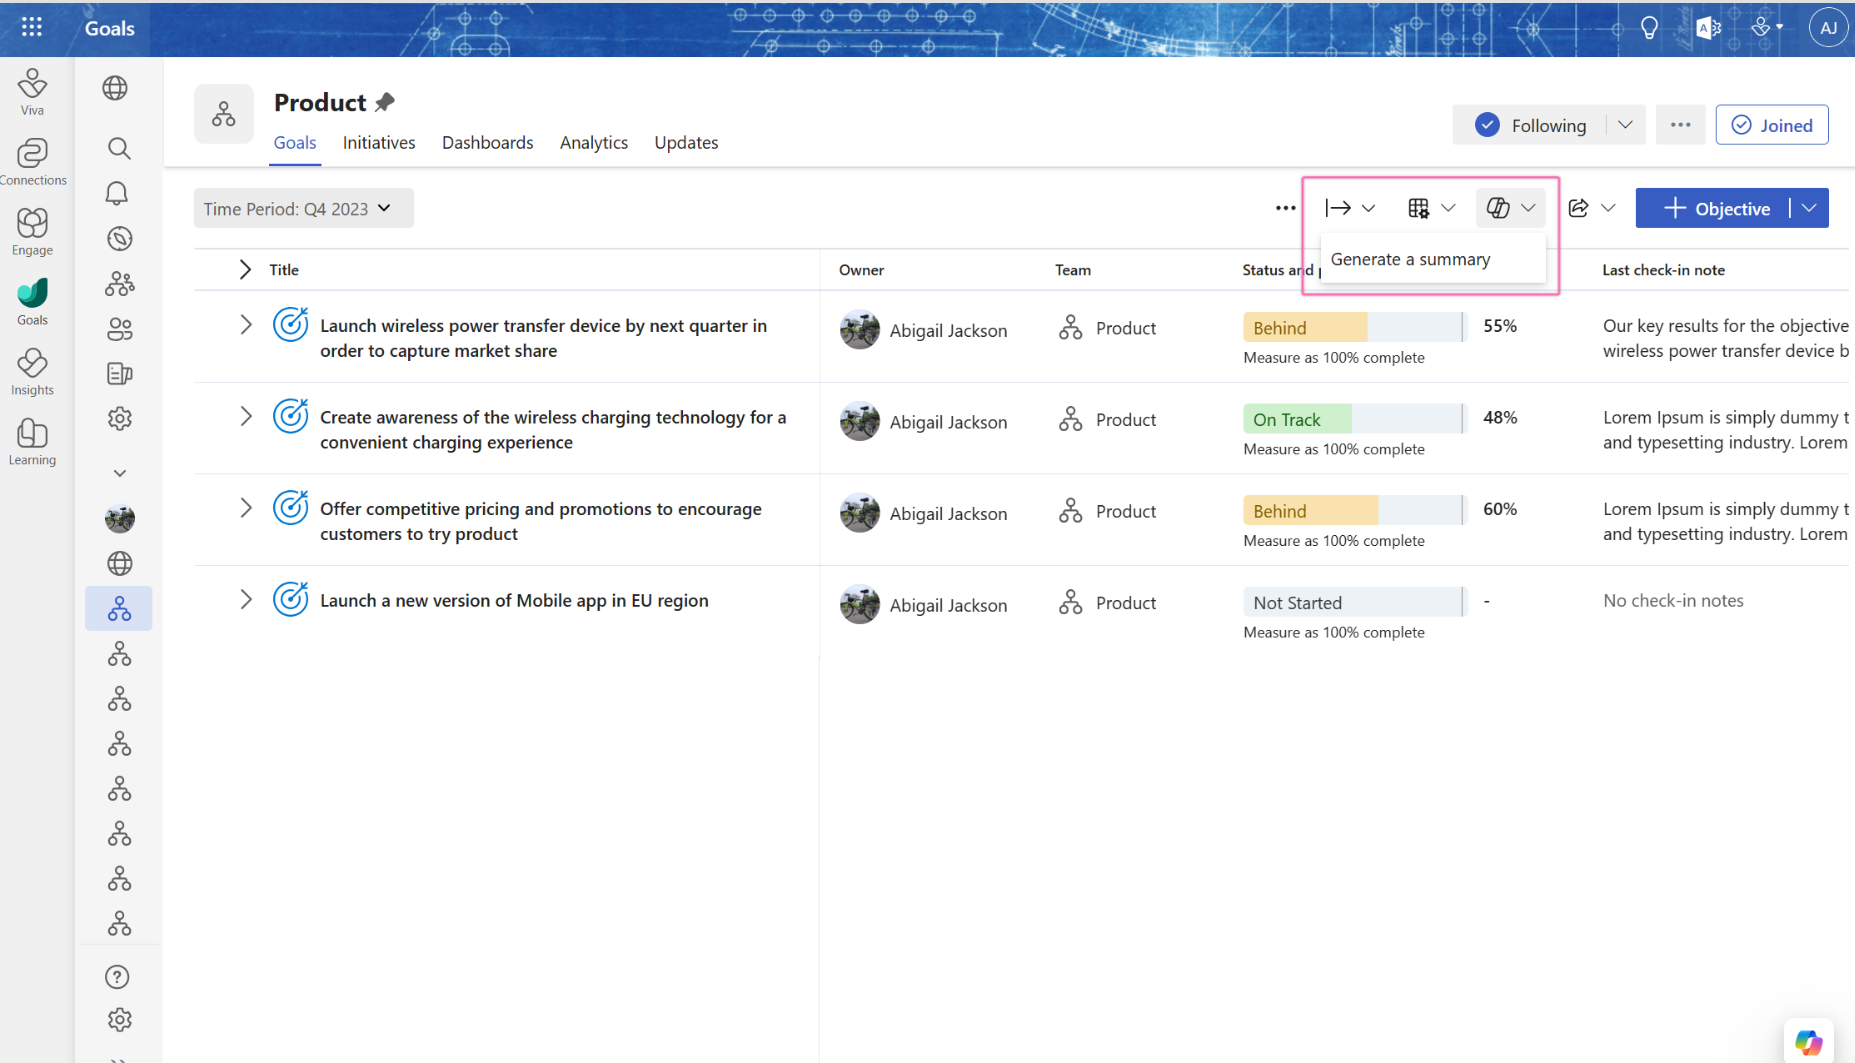 Goals
AJ
Viva
Connections
Engage
Goals
Insights
Learning
Product
Goals Initiatives Dashboards Analytics Updates
Following
Joined
Time Period: Q4 2023
Objective
Generate a summary
Title Owner Team Status and Last check-in note
Launch wireless power transfer device by next quarter in
order to capture market share
Abigail Jackson
Product
Behind
55%
Measure as 100% complete
Our key results for the objective
wireless power transfer device b
Create awareness of the wireless charging technology for a
convenient charging experience
Abigail Jackson
Product
On Track
48%
Measure as 100% complete
Lorem Ipsum is simply dummy t
and typesetting industry. Lorem
Offer competitive pricing and promotions to encourage
customers to try product
Abigail Jackson
Product
Behind
60%
Measure as 100% complete
Lorem Ipsum is simply dummy t
and typesetting industry. Lorem
Launch a new version of Mobile app in EU region
Abigail Jackson
Product
Not Started
-
Measure as 100% complete
No check-in notes